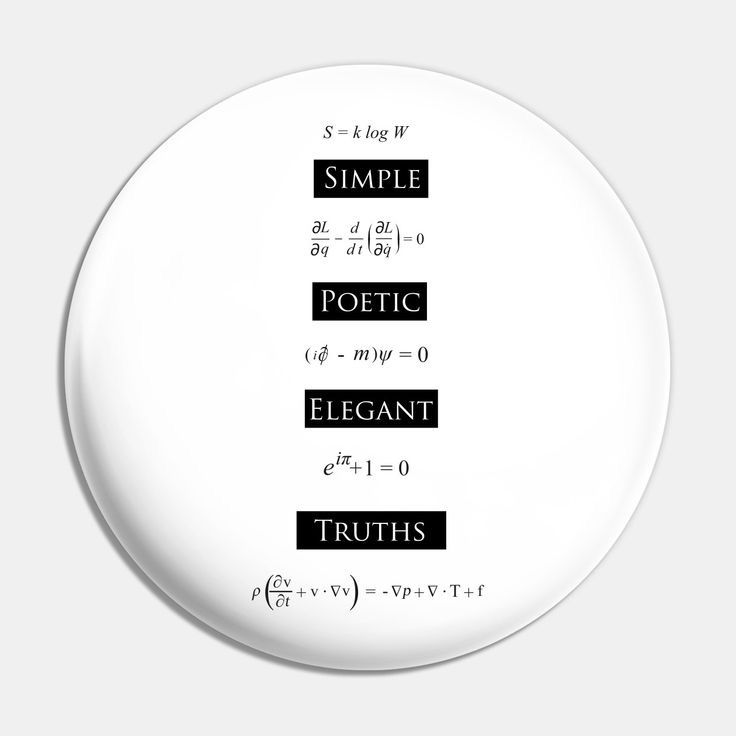 S = k log W
SIMPLE
∂L/∂q − d/dt (∂L/∂q̇) = 0
POETIC
(i∂̸ - m)ψ = 0
ELEGANT
e^{iπ}+1 = 0
TRUTHS
ρ(∂v/∂t + v · ∇v) = -∇p + ∇ · T + f